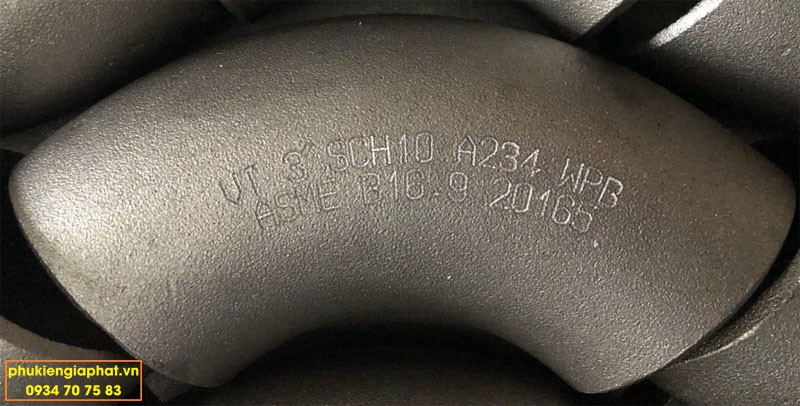 VT 3" SCH10 A234 WPB
ASME B16.9 20165
phukiengiaphat.vn
0934 70 75 83